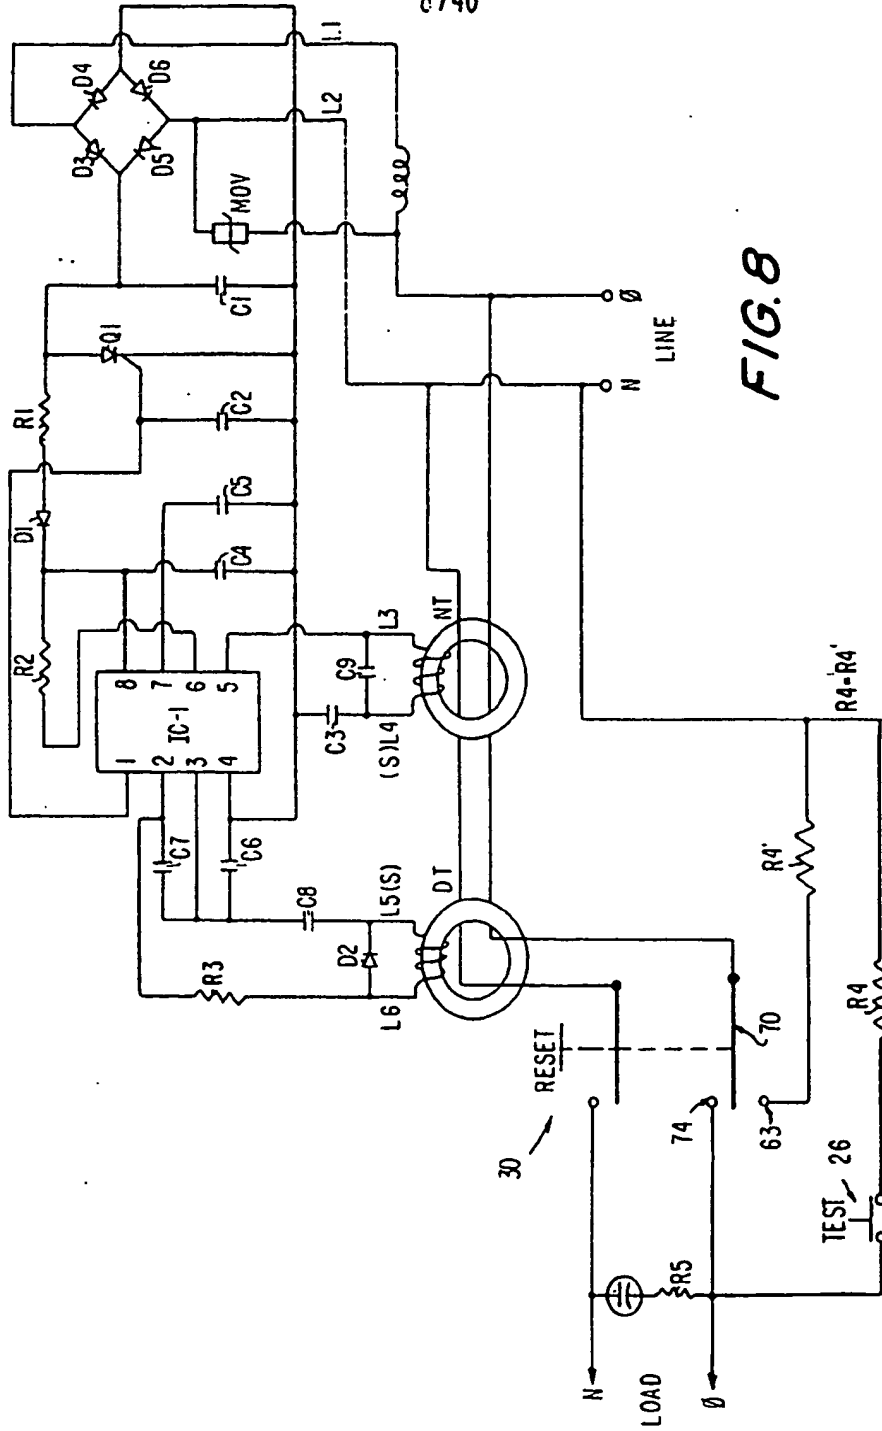 L1
L2
D4
D6
D3
D5
MOV
C1
Q1
R1
C2
D1
C5
C4
R2
8
7
6
5
IC-1
1
2
3
4
C7
C6
C9
C3
L3
(S)L4
NT
C8
L5(S)
D2
DT
R3
L6
RESET
30
70
74
63
26
TEST
R4
R4'
R4=R4'
R5
N
LOAD
Ø
N
LINE
Ø
FIG. 8